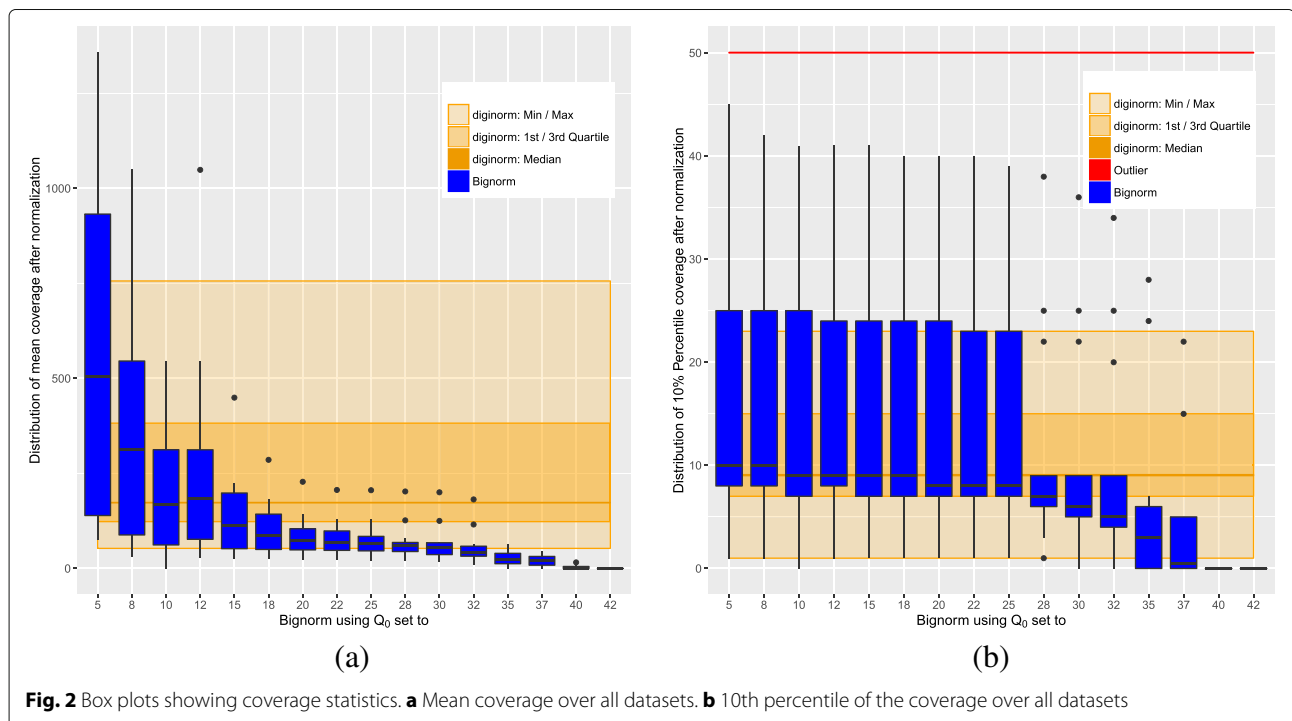 Distribution of mean coverage after normalization
1000
500
0
diginorm: Min / Max
diginorm: 1st / 3rd Quartile
diginorm: Median
Bignorm
5 8 10 12 15 18 20 22 25 28 30 32 35 37 40 42
Bignorm using Q₀ set to
(a)
Distribution of 10% Percentile coverage after normalization
50
40
30
20
10
0
diginorm: Min / Max
diginorm: 1st / 3rd Quartile
diginorm: Median
Outlier
Bignorm
5 8 10 12 15 18 20 22 25 28 30 32 35 37 40 42
Bignorm using Q₀ set to
(b)
Fig. 2 Box plots showing coverage statistics. a Mean coverage over all datasets. b 10th percentile of the coverage over all datasets